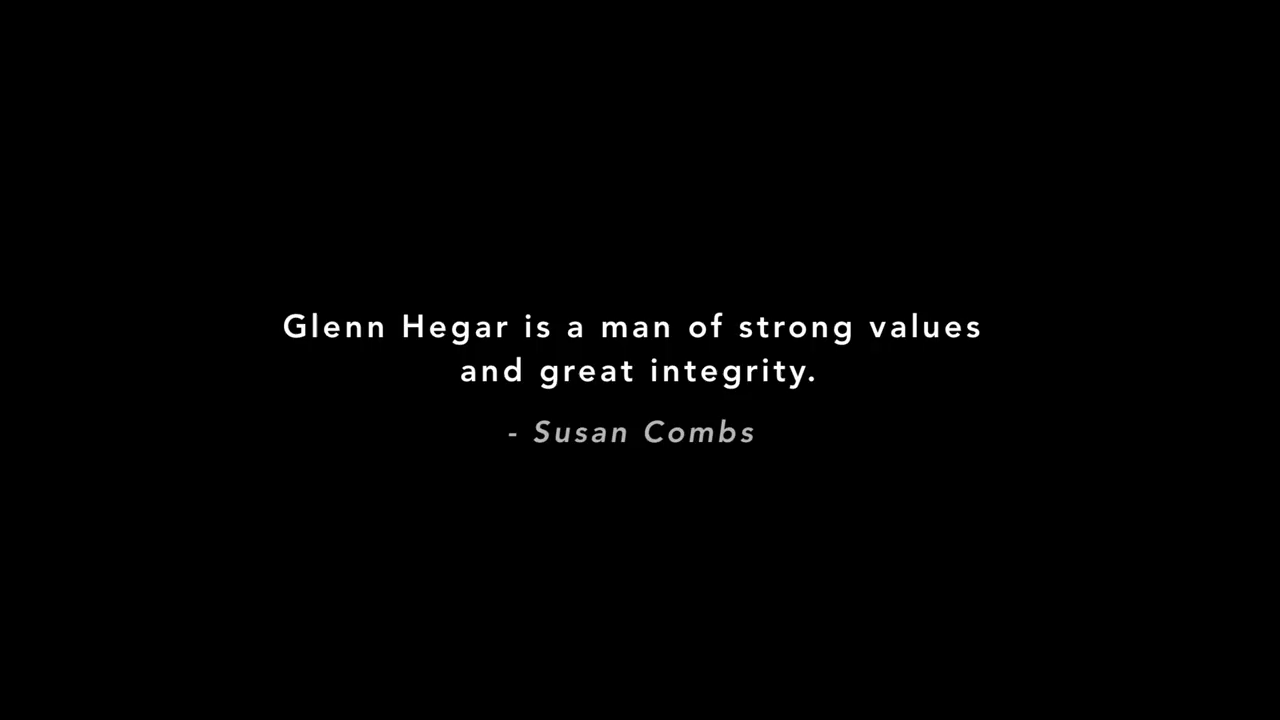 Glenn Hegar is a man of strong values
and great integrity.
- Susan Combs